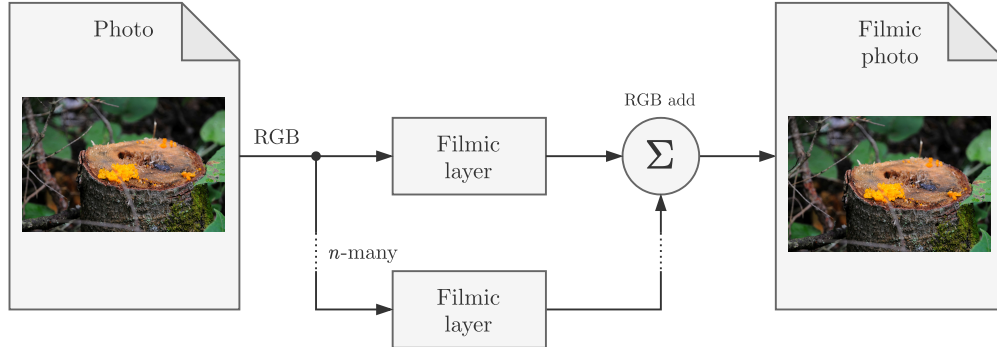 Photo
RGB
Filmic
layer
n-many
Filmic
layer
RGB add
Σ
Filmic
photo